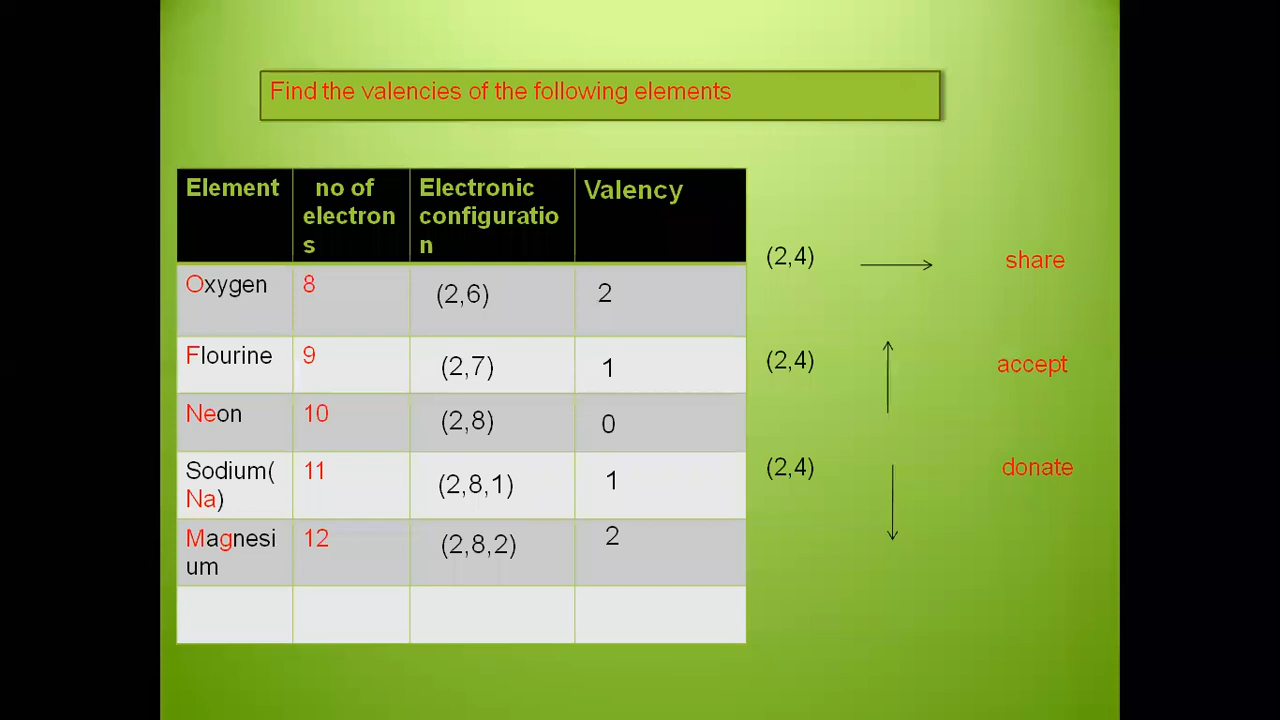 Find the valencies of the following elements
Element
no of
electron
s
Electronic
configuratio
n
Valency
Oxygen
8
(2,6)
2
Flourine
9
(2,7)
1
Neon
10
(2,8)
0
Sodium(
Na)
11
(2,8,1)
1
Magnesi
um
12
(2,8,2)
2
(2,4)
share
(2,4)
accept
(2,4)
donate